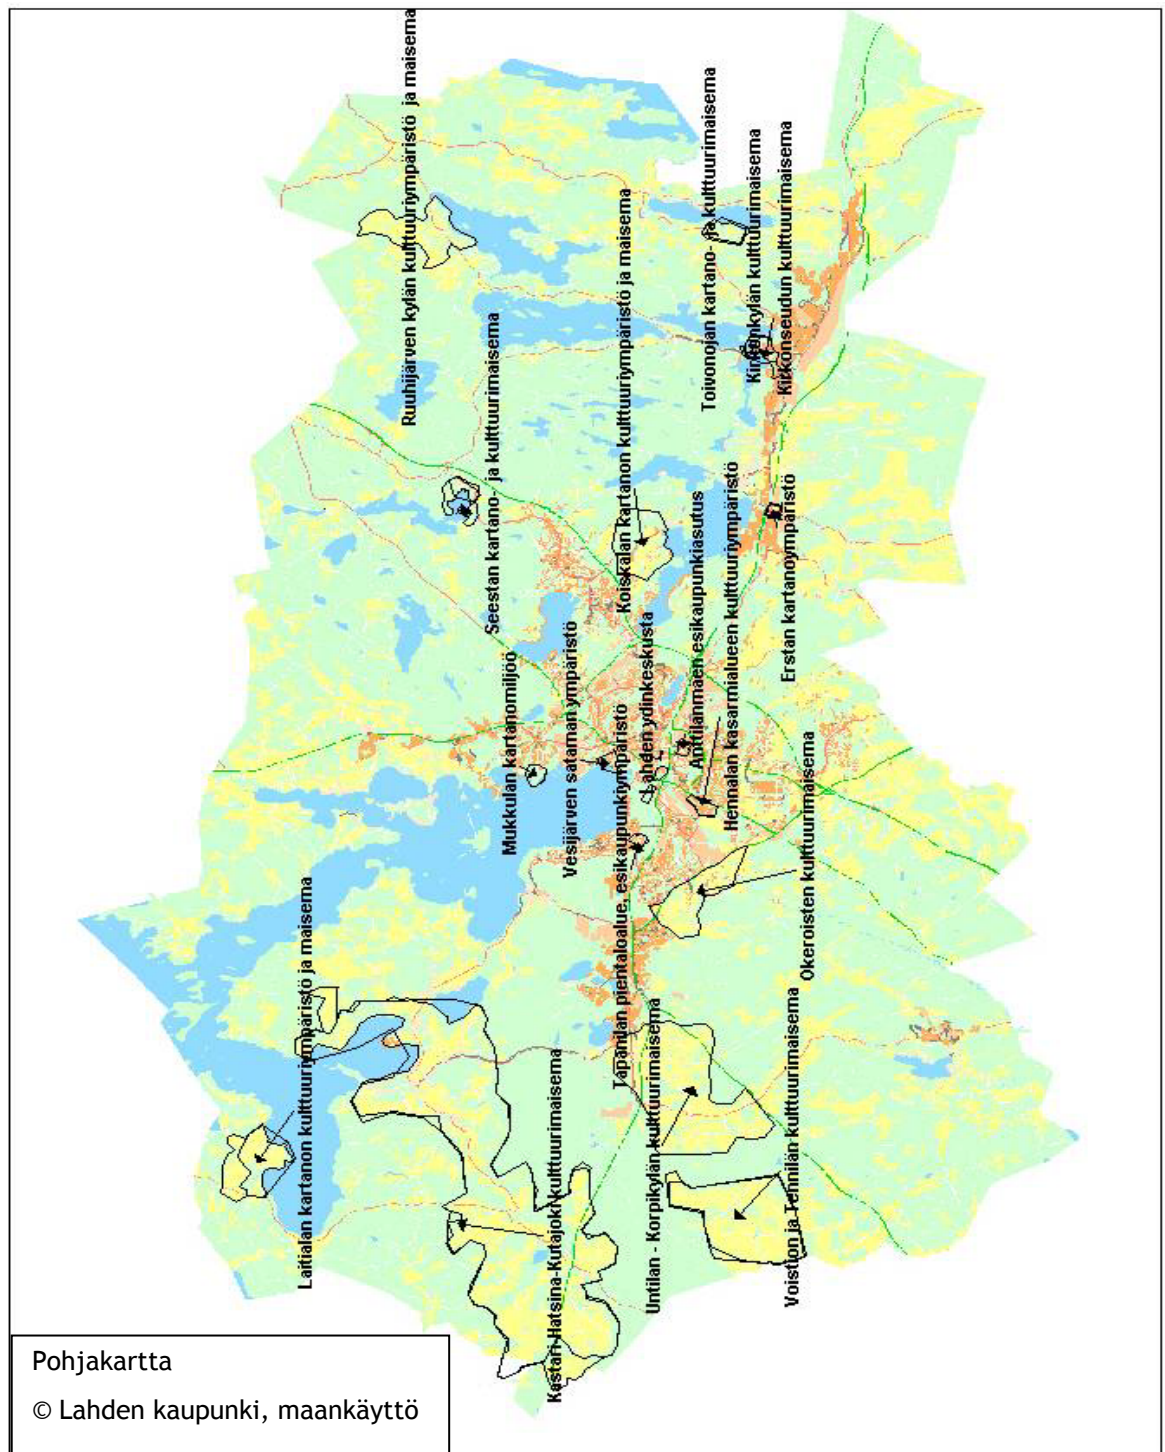 Ruuhijärven kylän kulttuuriympäristö ja maisema
Toivonojan kartano- ja kulttuurimaisema
Kirkonkylän kulttuurimaisema
Kirkonseudun kulttuurimaisema
Koiskalan kartanon kulttuuriympäristö ja maisema
Seestan kartano- ja kulttuurimaisema
Anttilanmäen esikaupunkiasutus
Hennalan kasarmialueen kulttuuriympäristö
Erstan kartanoympäristö
Mukkulan kartanomiljöö
Vesijärven sataman ympäristö
Lahden ydinkeskusta
Tapanilan pientaloalue, esikaupunkiympäristö
Okeroisten kulttuurimaisema
Laitialan kartanon kulttuuriympäristö ja maisema
Kastari-Hatsina-Kutajoki kulttuurimaisema
Untilan - Korpikylän kulttuurimaisema
Voistion ja Tennilän kulttuurimaisema
Pohjakartta
© Lahden kaupunki, maankäyttö